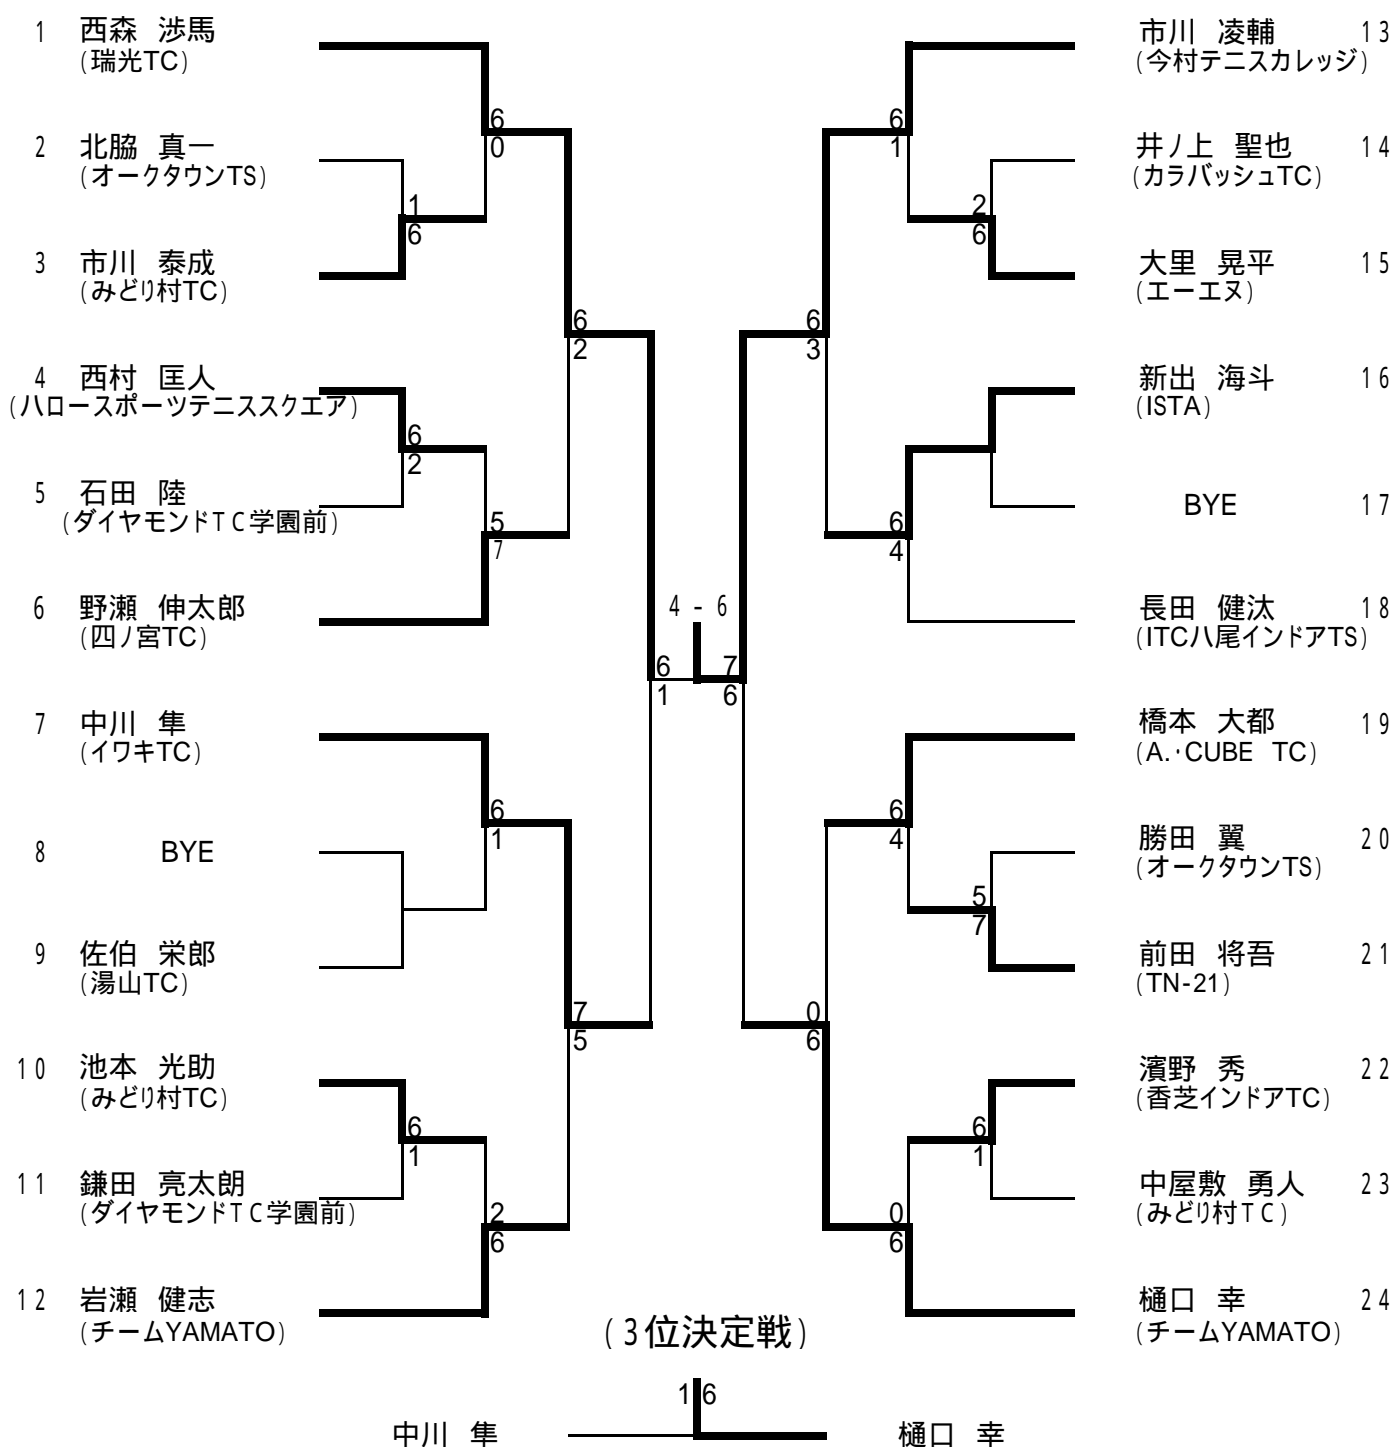 1 西森 渉馬
(瑞光TC)
2 北脇 真一
(オークタウンTS)
3 市川 泰成
(みどり村TC)
4 西村 匡人
(ハロースポーツテニススクエア)
5 石田 陸
(ダイヤモンドTC学園前)
6 野瀬 伸太郎
(四ノ宮TC)
7 中川 隼
(イワキTC)
8 BYE
9 佐伯 栄郎
(湯山TC)
10 池本 光助
(みどり村TC)
11 鎌田 亮太朗
(ダイヤモンドTC学園前)
12 岩瀬 健志
(チームYAMATO)
6
0
1
6
6
2
6
2
5
7
6
1
6
1
7
5
6
1
2
6
4 - 6
7
6
6
1
2
6
6
3
6
4
6
4
5
7
0
6
6
1
0
6
市川 凌輔 13
(今村テニスカレッジ)
井ノ上 聖也 14
(カラバッシュTC)
大里 晃平 15
(エーエヌ)
新出 海斗 16
(ISTA)
BYE 17
長田 健汰 18
(ITC八尾インドアTS)
橋本 大都 19
(A.・CUBE TC)
勝田 翼 20
(オークタウンTS)
前田 将吾 21
(TN-21)
濱野 秀 22
(香芝インドアTC)
中屋敷 勇人 23
(みどり村TC)
樋口 幸 24
(チームYAMATO)
(3位決定戦)
1 6
中川 隼 樋口 幸